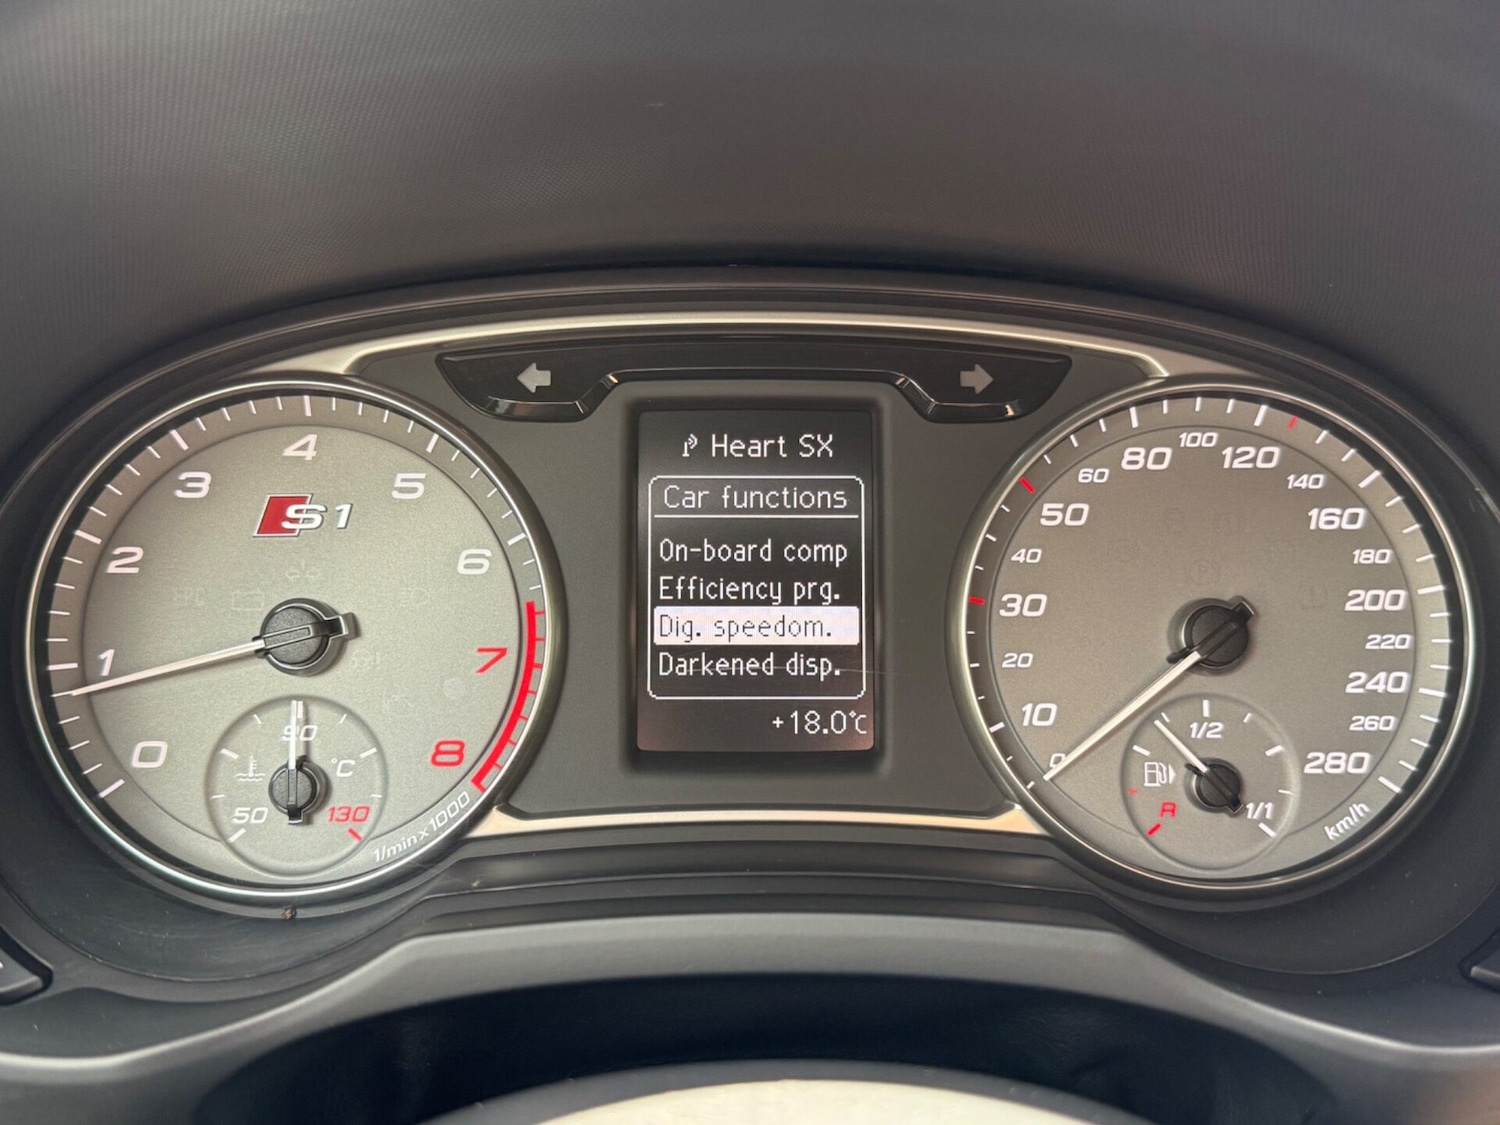 Heart SX
Car functions
On-board comp
Efficiency prg.
Dig. speedom.
Darkened disp.
+18.0°C
S1
0
1
2
3
4
5
6
7
8
1/min x 1000
50
90
130
°C
0
10
20
30
40
50
60
80
100
120
140
160
180
200
220
240
260
280
km/h
R
1/2
1/1